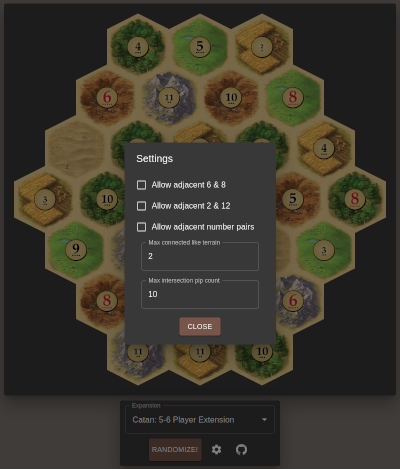 4 5 2
6 11 10 8
4
3 10 5 8
9 3
8 6
11 11 10
Settings
Allow adjacent 6 & 8
Allow adjacent 2 & 12
Allow adjacent number pairs
Max connected like terrain
2
Max intersection pip count
10
CLOSE
Expansion
Catan: 5-6 Player Extension
RANDOMIZE!